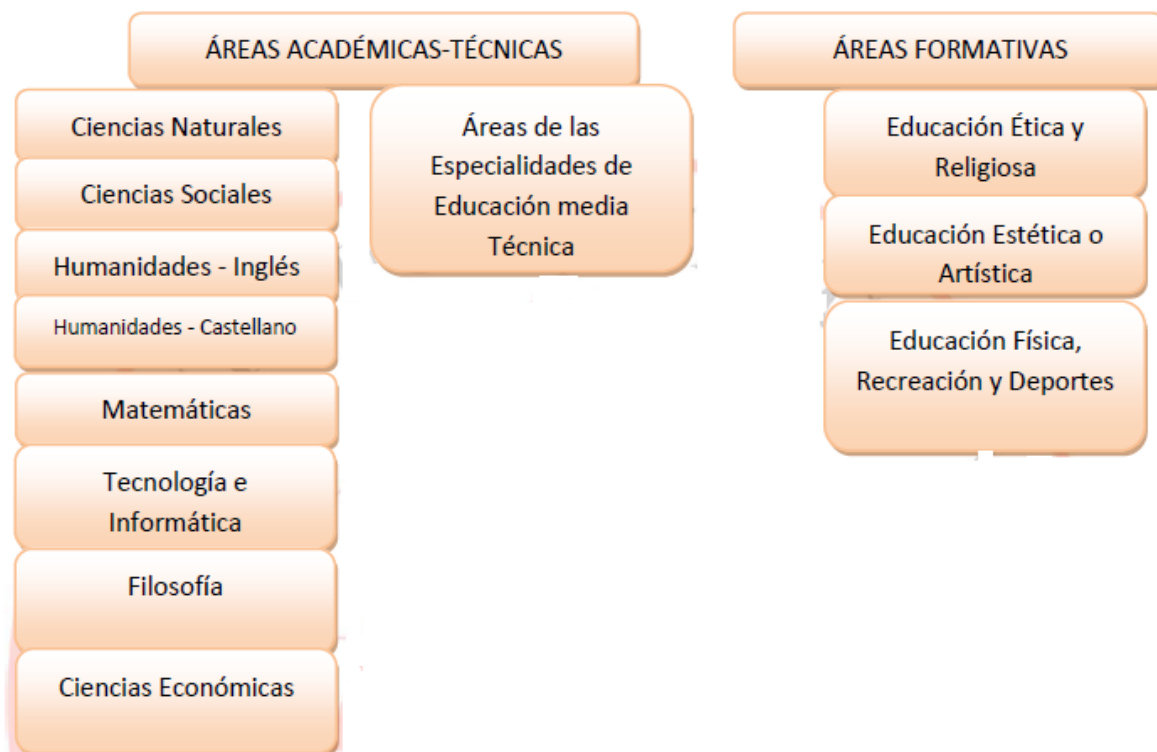 ÁREAS ACADÉMICAS-TÉCNICAS
Ciencias Naturales
Ciencias Sociales
Humanidades - Inglés
Humanidades - Castellano
Matemáticas
Tecnología e
Informática
Filosofía
Ciencias Económicas
Áreas de las
Especialidades de
Educación media
Técnica
ÁREAS FORMATIVAS
Educación Ética y
Religiosa
Educación Estética o
Artística
Educación Física,
Recreación y Deportes